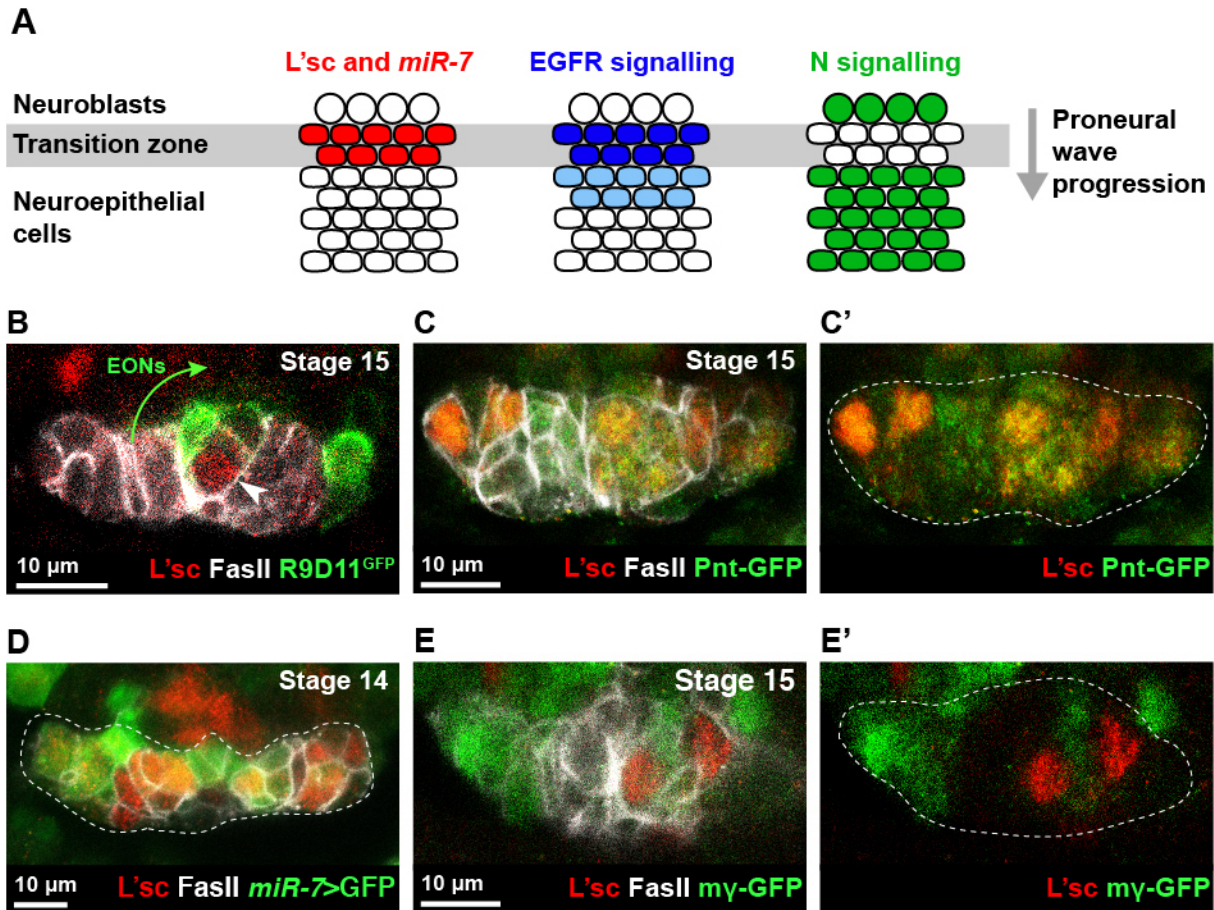 A
L'sc and miR-7
EGFR signalling
N signalling
Neuroblasts
Transition zone
Neuroepithelial
cells
Proneural
wave
progression
B
EONs
Stage 15
10 µm
L'sc FasII R9D11GFP
C
Stage 15
10 µm
L'sc FasII Pnt-GFP
C'
L'sc Pnt-GFP
D
Stage 14
10 µm
L'sc FasII miR-7>GFP
E
Stage 15
10 µm
L'sc FasII mγ-GFP
E'
L'sc mγ-GFP